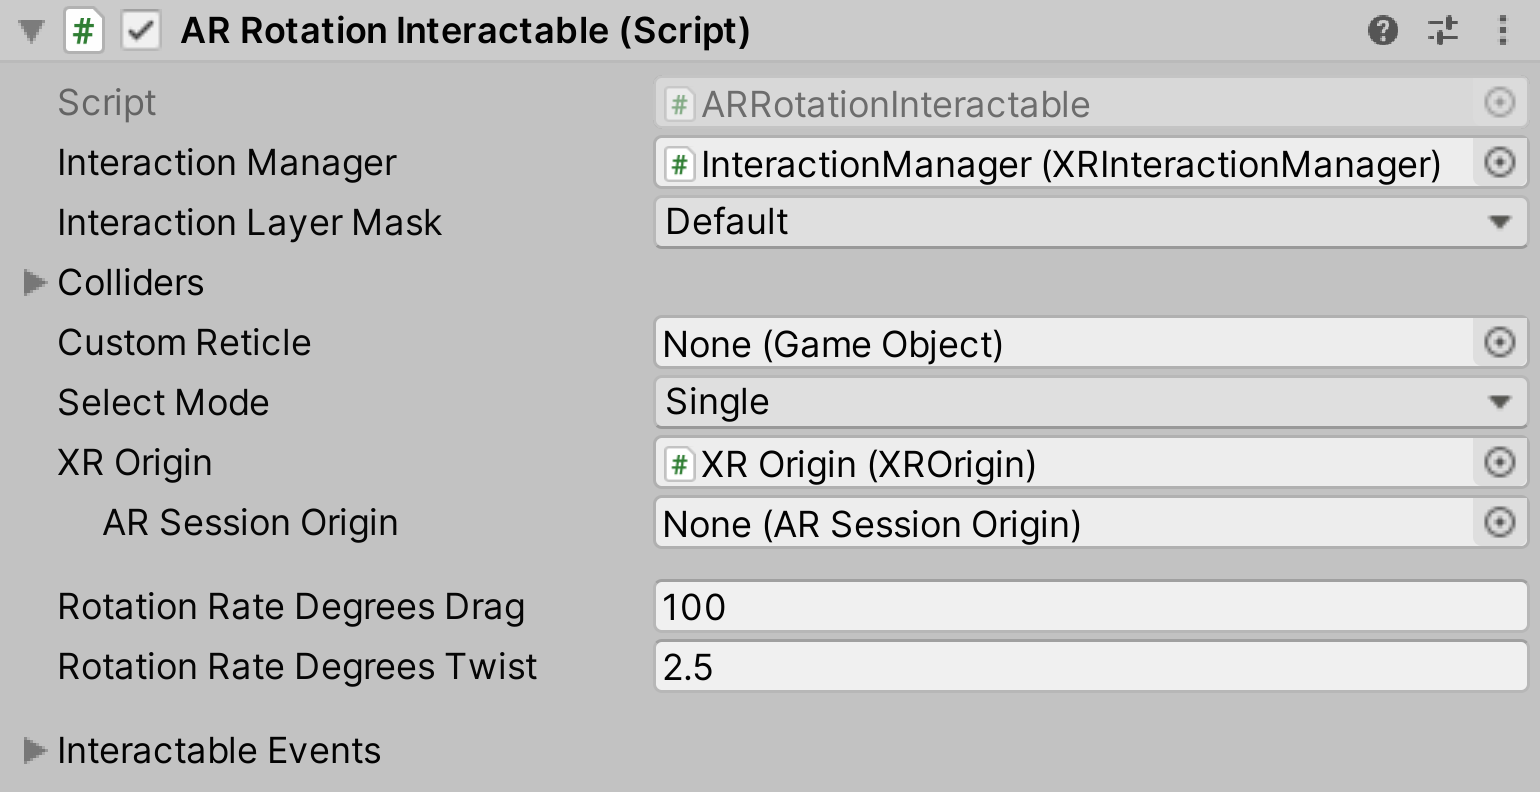 AR Rotation Interactable (Script)
Script # ARRotationInteractable
Interaction Manager # InteractionManager (XRInteractionManager)
Interaction Layer Mask Default
Colliders
Custom Reticle None (Game Object)
Select Mode Single
XR Origin # XR Origin (XROrigin)
AR Session Origin None (AR Session Origin)
Rotation Rate Degrees Drag 100
Rotation Rate Degrees Twist 2.5
Interactable Events